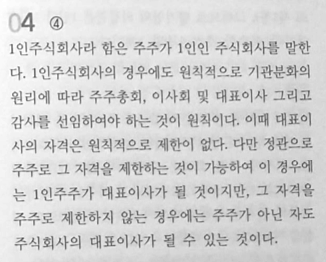 04 ④
1인주식회사라 함은 주주가 1인인 주식회사를 말한
다. 1인주식회사의 경우에도 원칙적으로 기관분화의
원리에 따라 주주총회, 이사회 및 대표이사 그리고
감사를 선임하여야 하는 것이 원칙이다. 이때 대표이
사의 자격은 원칙적으로 제한이 없다. 다만 정관으로
주주로 그 자격을 제한하는 것이 가능하여 이 경우에
는 1인주주가 대표이사가 될 것이지만, 그 자격을
주주로 제한하지 않는 경우에는 주주가 아닌 자도
주식회사의 대표이사가 될 수 있는 것이다.